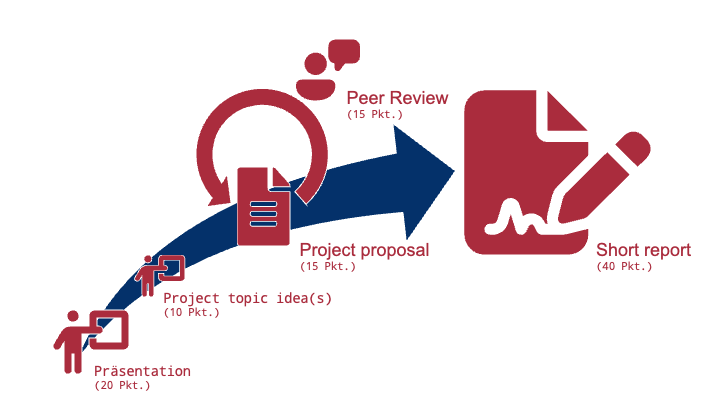 Peer Review
(15 Pkt.)
Project proposal
(15 Pkt.)
Short report
(40 Pkt.)
Project topic idea(s)
(10 Pkt.)
Präsentation
(20 Pkt.)